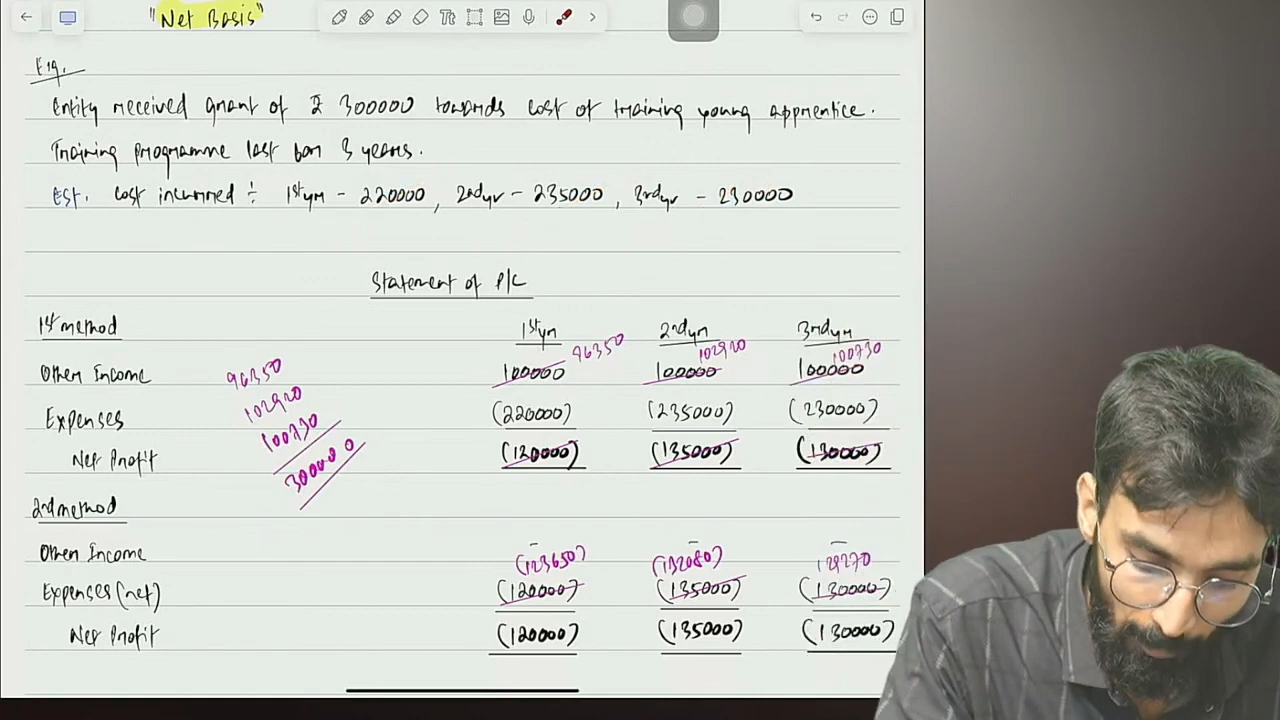 "Net Basis"
Eg.
Entity received grant of ₹ 300000 towards cost of training young apprentice.
Training programme last for 3 years.
Est. cost incurred ÷ 1st yr - 220000, 2nd yr - 235000, 3rd yr - 230000
Statement of P/L
1st method 1st yr 2nd yr 3rd yr
96350 102920 100730
Other Income 100000 100000 100000
96350
102920
Expenses (220000) (235000) (230000)
100730
Net Profit (120000) (135000) (130000)
300000
2nd method
Other Income - - -
(123650) (132080) 129270
Expenses (net) (120000) (135000) (130000)
Net Profit (120000) (135000) (130000)